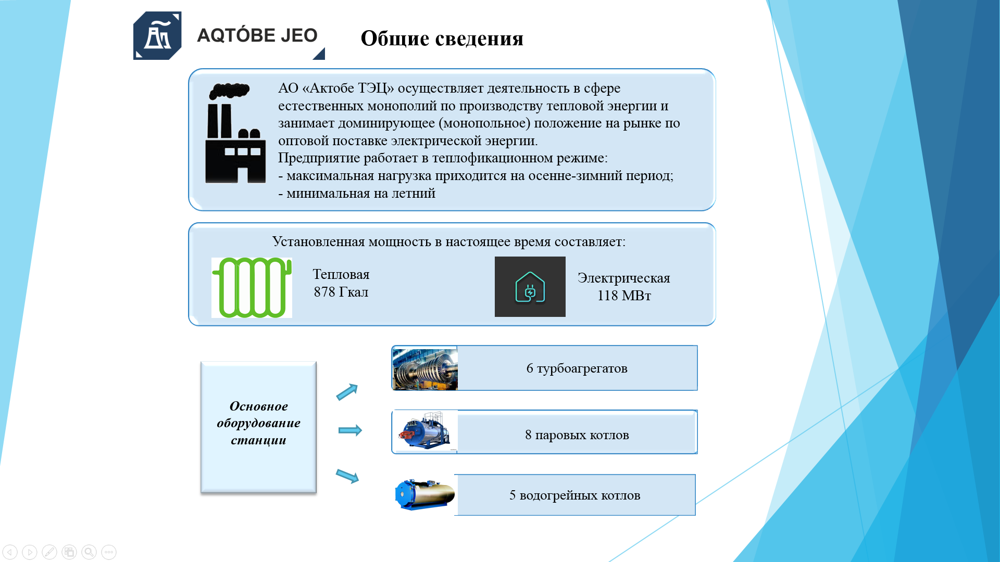 AQTÓBE JEO
Общие сведения
АО «Актобе ТЭЦ» осуществляет деятельность в сфере
естественных монополий по производству тепловой энергии и
занимает доминирующее (монопольное) положение на рынке по
оптовой поставке электрической энергии.
Предприятие работает в теплофикационном режиме:
- максимальная нагрузка приходится на осенне-зимний период;
- минимальная на летний
Установленная мощность в настоящее время составляет:
Тепловая
878 Гкал
Электрическая
118 МВт
Основное
оборудование
станции
6 турбоагрегатов
8 паровых котлов
5 водогрейных котлов